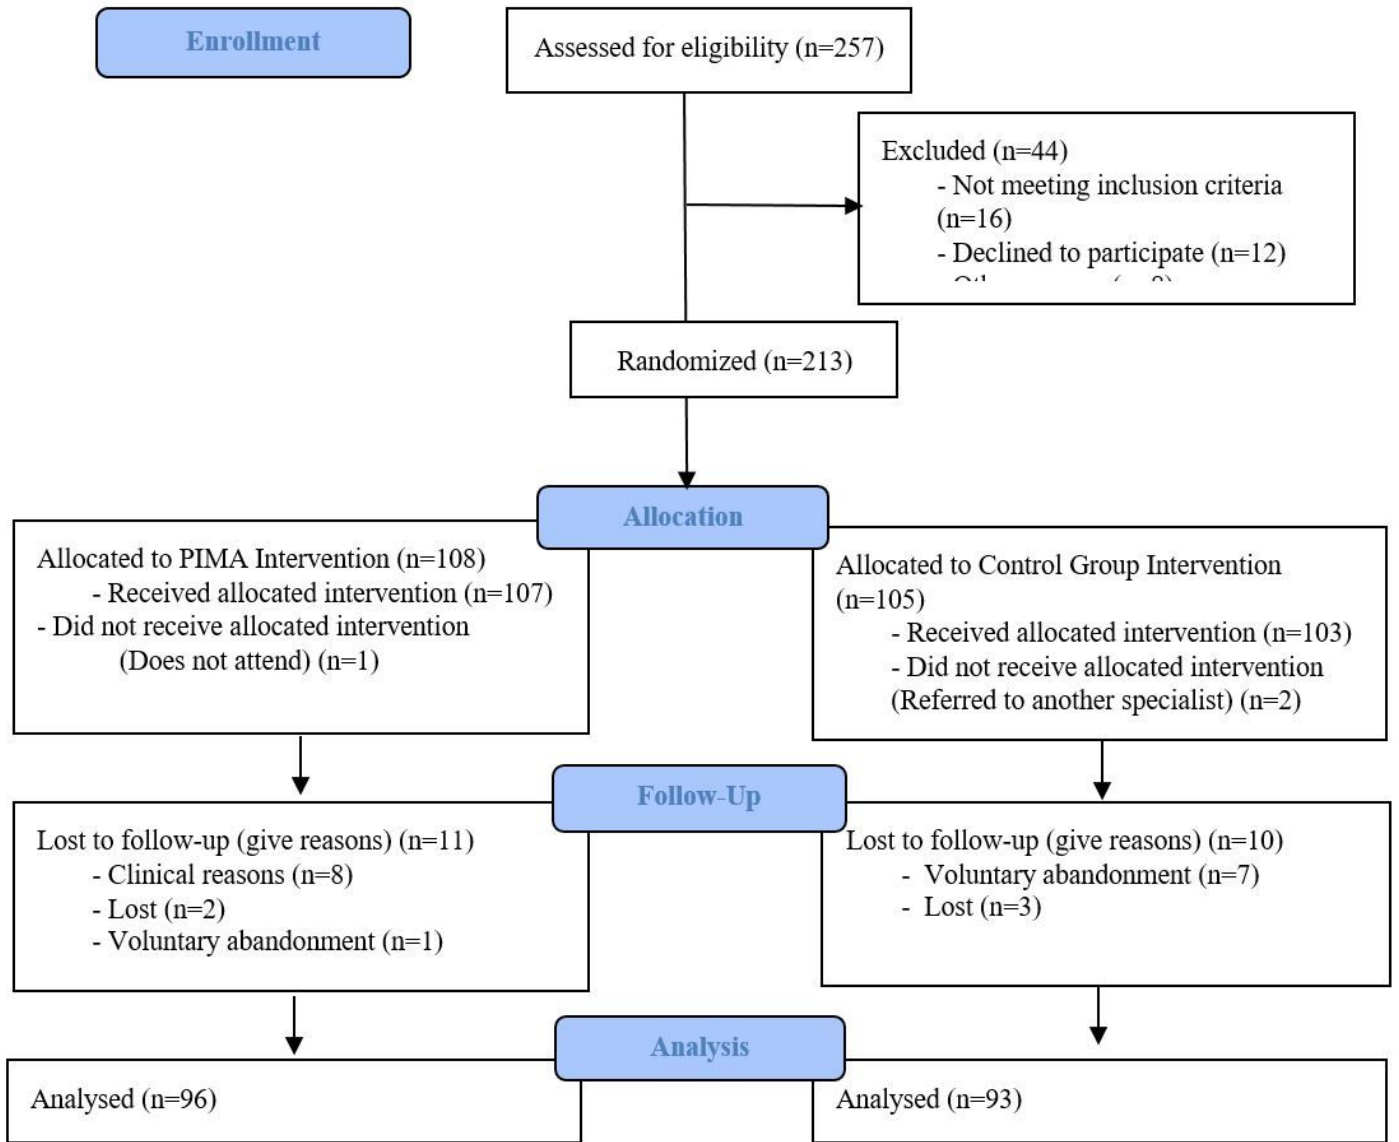 Enrollment
Assessed for eligibility (n=257)
Excluded (n=44)
- Not meeting inclusion criteria
(n=16)
- Declined to participate (n=12)
Randomized (n=213)
Allocation
Allocated to PIMA Intervention (n=108)
- Received allocated intervention (n=107)
- Did not receive allocated intervention
(Does not attend) (n=1)
Allocated to Control Group Intervention
(n=105)
- Received allocated intervention (n=103)
- Did not receive allocated intervention
(Referred to another specialist) (n=2)
Follow-Up
Lost to follow-up (give reasons) (n=11)
- Clinical reasons (n=8)
- Lost (n=2)
- Voluntary abandonment (n=1)
Lost to follow-up (give reasons) (n=10)
- Voluntary abandonment (n=7)
- Lost (n=3)
Analysis
Analysed (n=96)
Analysed (n=93)